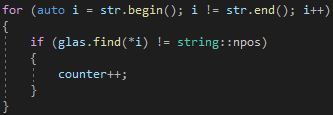 for (auto i = str.begin(); i != str.end(); i++)
{
if (glas.find(*i) != string::npos)
{
counter++;
}
}